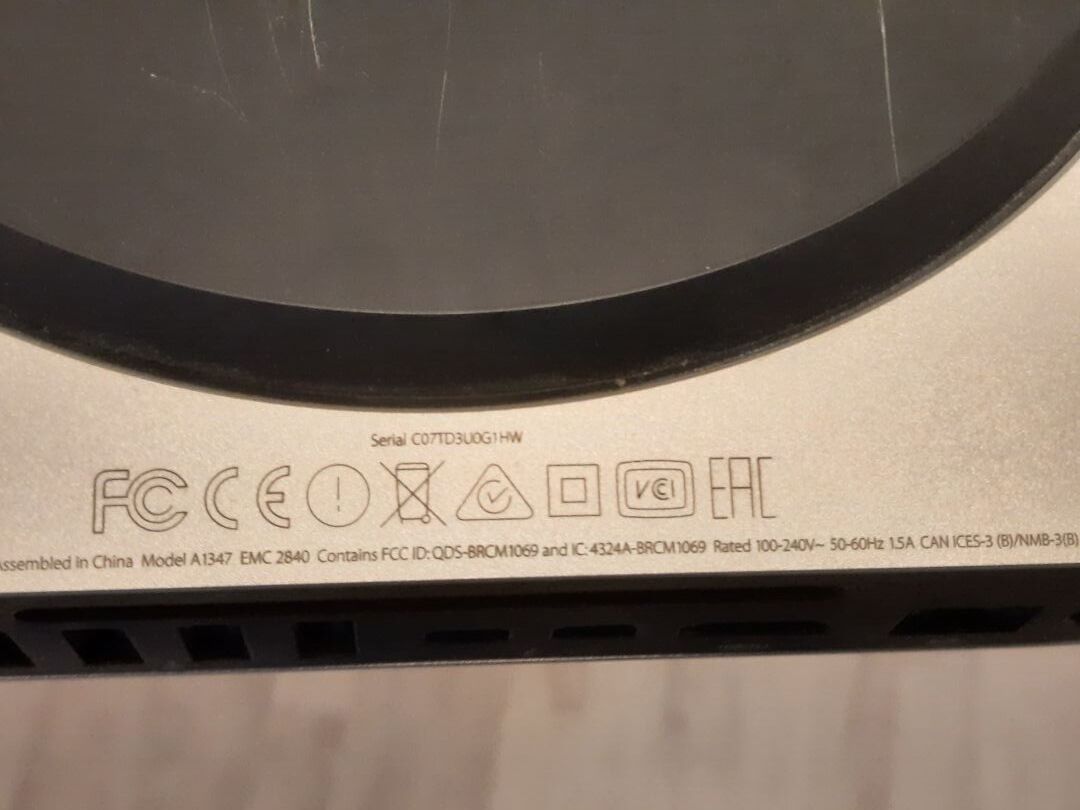 Serial C07TD3U0G1HW
FC CE VCI EAC
Assembled in China Model A1347 EMC 2840 Contains FCC ID: QDS-BRCM1069 and IC: 4324A-BRCM1069 Rated 100-240V~ 50-60Hz 1.5A CAN ICES-3 (B)/NMB-3(B)